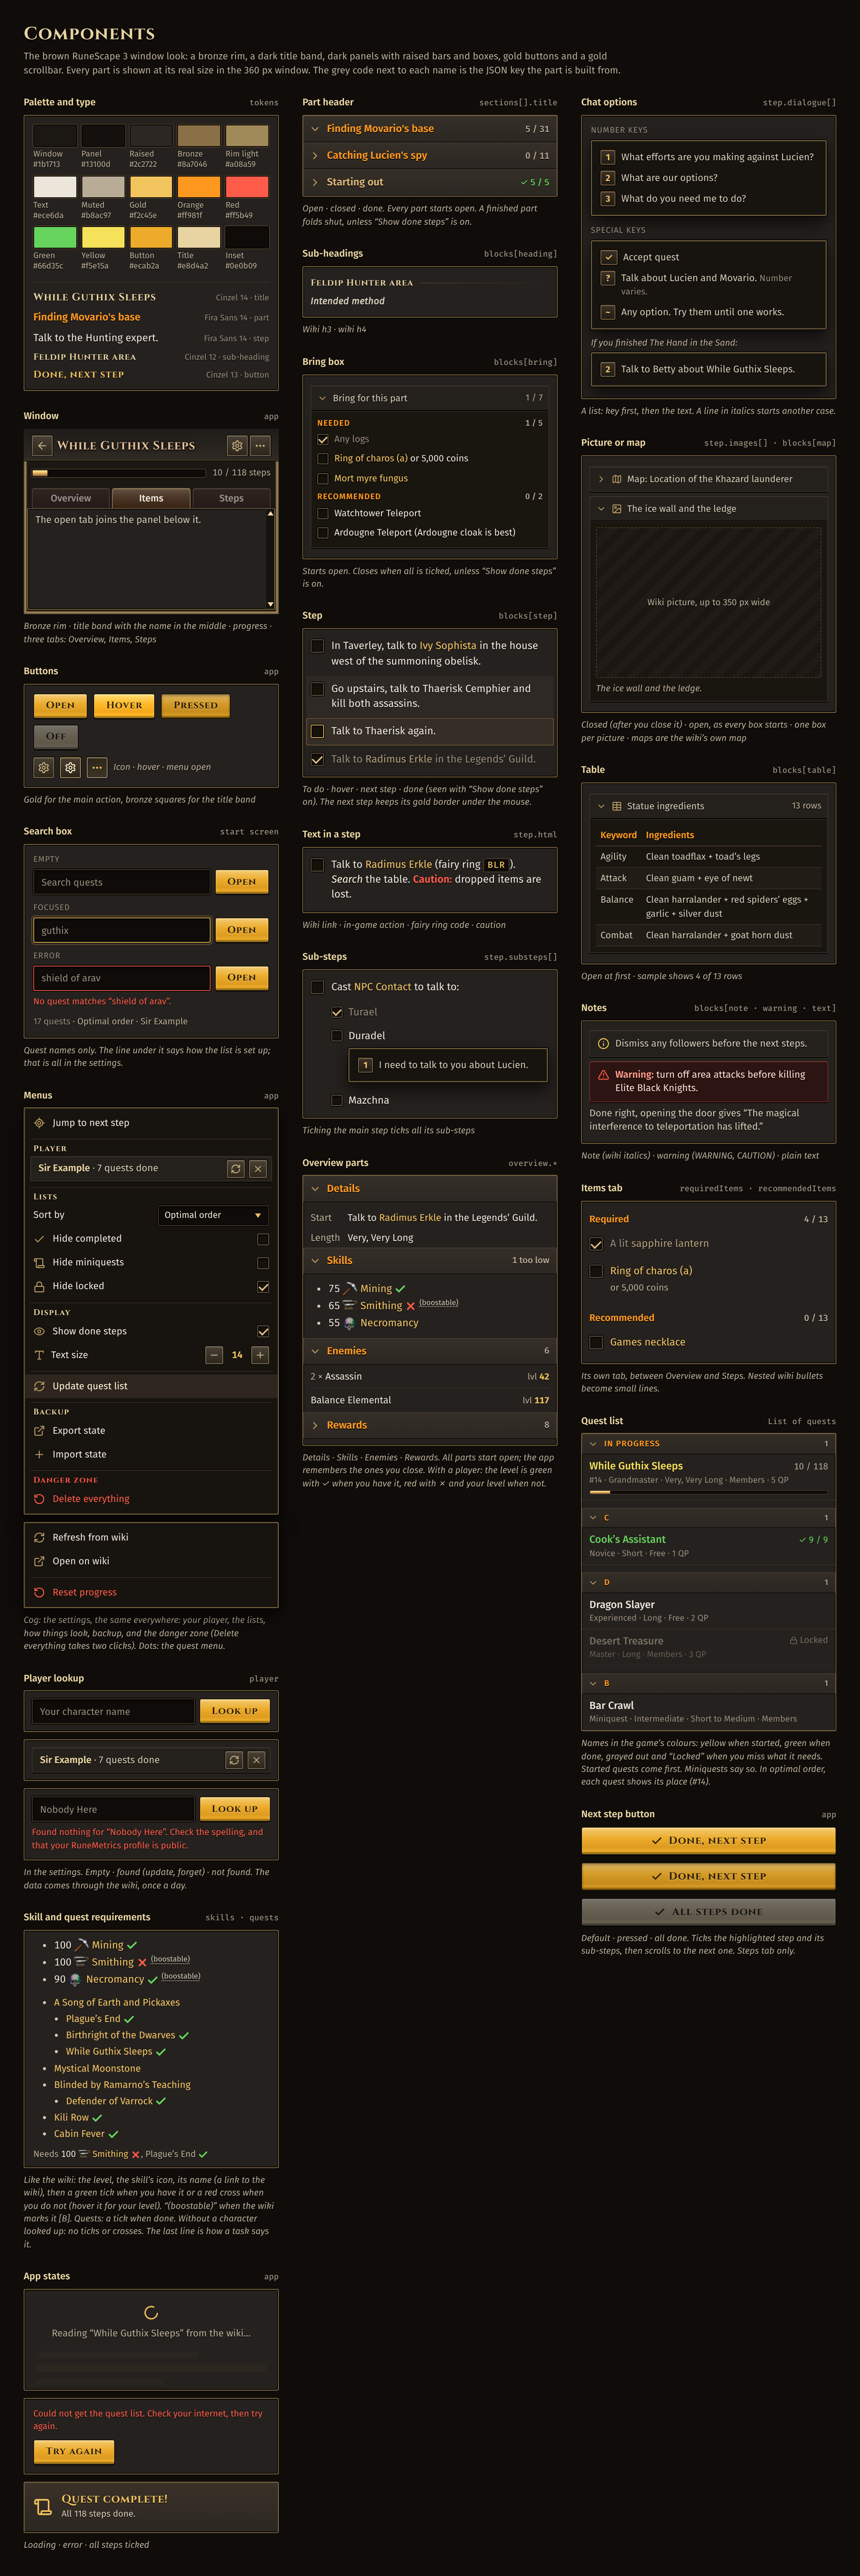 Components
The brown RuneScape 3 window look: a bronze rim, a dark title band, dark panels with raised bars and boxes, gold buttons and a gold
scrollbar. Every part is shown at its real size in the 360 px window. The grey code next to each name is the JSON key the part is built from.
Palette and type tokens
Window Panel Raised Bronze Rim light
#1b1713 #13100d #2c2722 #8a7046 #a08a59
Text Muted Gold Orange Red
#ece6da #b8ac97 #f2c45e #ff981f #ff5b49
Green Yellow Button Title Inset
#66d35c #f5e15a #ecab2a #e8d4a2 #0e0b09
While Guthix Sleeps Cinzel 14 · title
Finding Movario's base Fira Sans 14 · part
Talk to the Hunting expert. Fira Sans 14 · step
Feldip Hunter area Cinzel 12 · sub-heading
Done, next step Cinzel 13 · button
Window app
While Guthix Sleeps
10 / 118 steps
Overview Items Steps
The open tab joins the panel below it.
Bronze rim · title band with the name in the middle · progress ·
three tabs: Overview, Items, Steps
Buttons app
Open Hover Pressed
Off
Icon · hover · menu open
Gold for the main action, bronze squares for the title band
Search box start screen
EMPTY
Search quests Open
FOCUSED
guthix Open
ERROR
shield of arav Open
No quest matches “shield of arav”.
17 quests · Optimal order · Sir Example
Quest names only. The line under it says how the list is set up;
that is all in the settings.
Menus app
Jump to next step
Player
Sir Example · 7 quests done
Lists
Sort by Optimal order
Hide completed
Hide miniquests
Hide locked
Display
Show done steps
Text size − 14 +
Update quest list
Backup
Export state
Import state
Danger zone
Delete everything
Refresh from wiki
Open on wiki
Reset progress
Cog: the settings, the same everywhere: your player, the lists,
how things look, backup, and the danger zone (Delete
everything takes two clicks). Dots: the quest menu.
Player lookup player
Your character name Look up
Sir Example · 7 quests done
Nobody Here Look up
Found nothing for “Nobody Here”. Check the spelling, and
that your RuneMetrics profile is public.
In the settings. Empty · found (update, forget) · not found. The
data comes through the wiki, once a day.
Skill and quest requirements skills · quests
• 100 Mining ✓
• 100 Smithing ✕ (boostable)
• 90 Necromancy ✓ (boostable)
• A Song of Earth and Pickaxes
• Plague’s End ✓
• Birthright of the Dwarves ✓
• While Guthix Sleeps ✓
• Mystical Moonstone
• Blinded by Ramarno’s Teaching
• Defender of Varrock ✓
• Kili Row ✓
• Cabin Fever ✓
Needs 100 Smithing ✕, Plague’s End ✓
Like the wiki: the level, the skill’s icon, its name (a link to the
wiki), then a green tick when you have it or a red cross when
you do not (hover it for your level). “(boostable)” when the wiki
marks it [B]. Quests: a tick when done. Without a character
looked up: no ticks or crosses. The last line is how a task says
it.
App states app
Reading “While Guthix Sleeps” from the wiki…
Could not get the quest list. Check your internet, then try
again.
Try again
Quest complete!
All 118 steps done.
Loading · error · all steps ticked
Part header sections[].title
Finding Movario's base 5 / 31
Catching Lucien's spy 0 / 11
Starting out ✓ 5 / 5
Open · closed · done. Every part starts open. A finished part
folds shut, unless “Show done steps” is on.
Sub-headings blocks[heading]
Feldip Hunter area
Intended method
Wiki h3 · wiki h4
Bring box blocks[bring]
Bring for this part 1 / 7
NEEDED 1 / 5
Any logs
Ring of charos (a) or 5,000 coins
Mort myre fungus
RECOMMENDED 0 / 2
Watchtower Teleport
Ardougne Teleport (Ardougne cloak is best)
Starts open. Closes when all is ticked, unless “Show done steps”
is on.
Step blocks[step]
In Taverley, talk to Ivy Sophista in the house
west of the summoning obelisk.
Go upstairs, talk to Thaerisk Cemphier and
kill both assassins.
Talk to Thaerisk again.
Talk to Radimus Erkle in the Legends’ Guild.
To do · hover · next step · done (seen with “Show done steps”
on). The next step keeps its gold border under the mouse.
Text in a step step.html
Talk to Radimus Erkle (fairy ring BLR).
Search the table. Caution: dropped items are
lost.
Wiki link · in-game action · fairy ring code · caution
Sub-steps step.substeps[]
Cast NPC Contact to talk to:
Turael
Duradel
1 I need to talk to you about Lucien.
Mazchna
Ticking the main step ticks all its sub-steps
Overview parts overview.*
Details
Start Talk to Radimus Erkle in the Legends’ Guild.
Length Very, Very Long
Skills 1 too low
• 75 Mining ✓
• 65 Smithing ✕ (boostable)
• 55 Necromancy
Enemies 6
2 × Assassin lvl 42
Balance Elemental lvl 117
Rewards 8
Details · Skills · Enemies · Rewards. All parts start open; the app
remembers the ones you close. With a player: the level is green
with ✓ when you have it, red with ✕ and your level when not.
Chat options step.dialogue[]
NUMBER KEYS
1 What efforts are you making against Lucien?
2 What are our options?
3 What do you need me to do?
SPECIAL KEYS
✓ Accept quest
? Talk about Lucien and Movario. Number
varies.
~ Any option. Try them until one works.
If you finished The Hand in the Sand:
2 Talk to Betty about While Guthix Sleeps.
A list: key first, then the text. A line in italics starts another case.
Picture or map step.images[] · blocks[map]
Map: Location of the Khazard launderer
The ice wall and the ledge
Wiki picture, up to 350 px wide
The ice wall and the ledge.
Closed (after you close it) · open, as every box starts · one box
per picture · maps are the wiki’s own map
Table blocks[table]
Statue ingredients 13 rows
Keyword Ingredients
Agility Clean toadflax + toad’s legs
Attack Clean guam + eye of newt
Balance Clean harralander + red spiders’ eggs +
garlic + silver dust
Combat Clean harralander + goat horn dust
Open at first · sample shows 4 of 13 rows
Notes blocks[note · warning · text]
Dismiss any followers before the next steps.
Warning: turn off area attacks before killing
Elite Black Knights.
Done right, opening the door gives “The magical
interference to teleportation has lifted.”
Note (wiki italics) · warning (WARNING, CAUTION) · plain text
Items tab requiredItems · recommendedItems
Required 4 / 13
A lit sapphire lantern
Ring of charos (a)
or 5,000 coins
Recommended 0 / 13
Games necklace
Its own tab, between Overview and Steps. Nested wiki bullets
become small lines.
Quest list List of quests
IN PROGRESS 1
While Guthix Sleeps 10 / 118
#14 · Grandmaster · Very, Very Long · Members · 5 QP
C 1
Cook’s Assistant ✓ 9 / 9
Novice · Short · Free · 1 QP
D 1
Dragon Slayer
Experienced · Long · Free · 2 QP
Desert Treasure Locked
Master · Long · Members · 3 QP
B 1
Bar Crawl
Miniquest · Intermediate · Short to Medium · Members
Names in the game’s colours: yellow when started, green when
done, grayed out and “Locked” when you miss what it needs.
Started quests come first. Miniquests say so. In optimal order,
each quest shows its place (#14).
Next step button app
✓ Done, next step
✓ Done, next step
✓ All steps done
Default · pressed · all done. Ticks the highlighted step and its
sub-steps, then scrolls to the next one. Steps tab only.